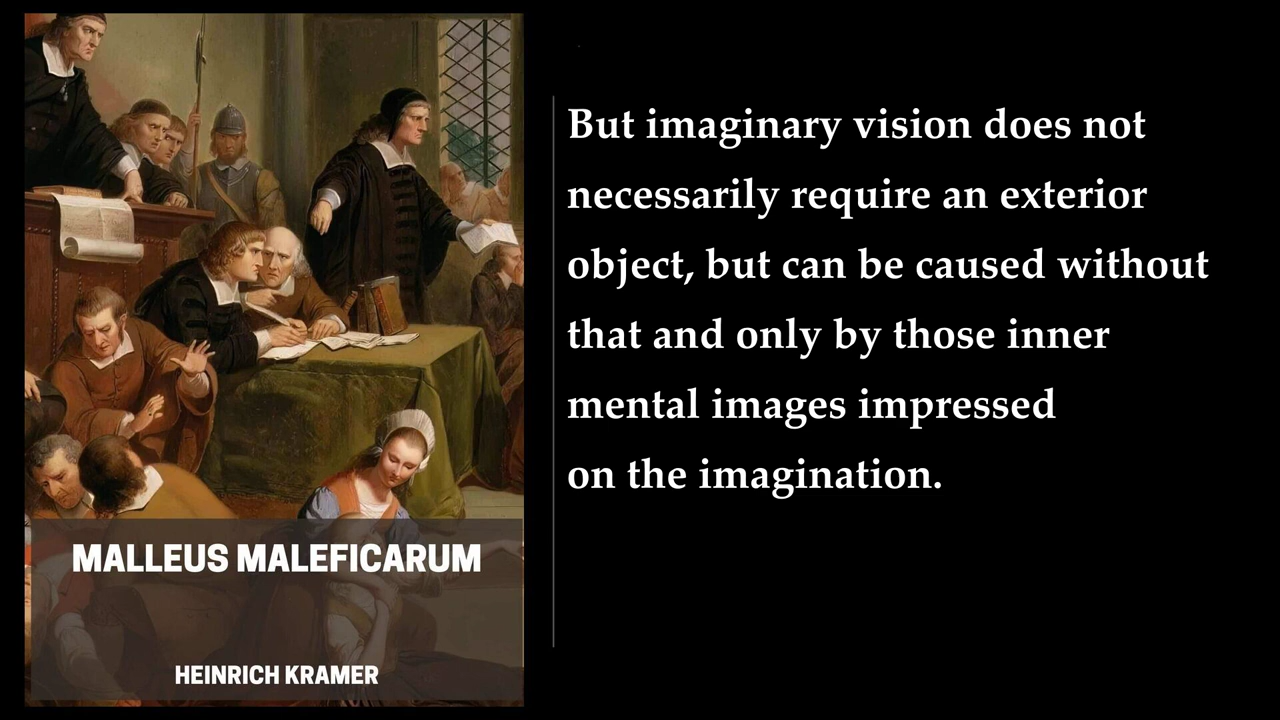 MALLEUS MALEFICARUM
HEINRICH KRAMER
But imaginary vision does not
necessarily require an exterior
object, but can be caused without
that and only by those inner
mental images impressed
on the imagination.